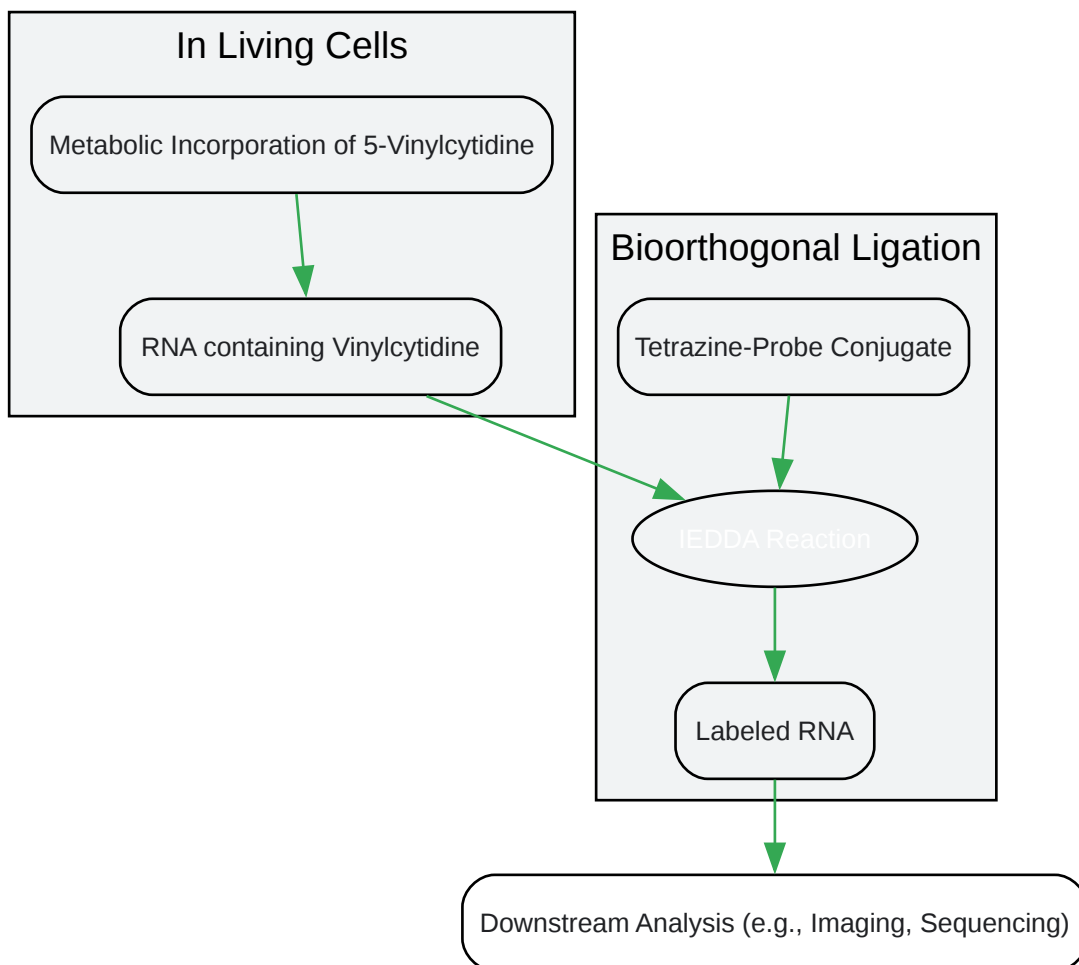 In Living Cells
Metabolic Incorporation of 5-Vinylcytidine
RNA containing Vinylcytidine
Bioorthogonal Ligation
Tetrazine-Probe Conjugate
IEDDA Reaction
Labeled RNA
Downstream Analysis (e.g., Imaging, Sequencing)